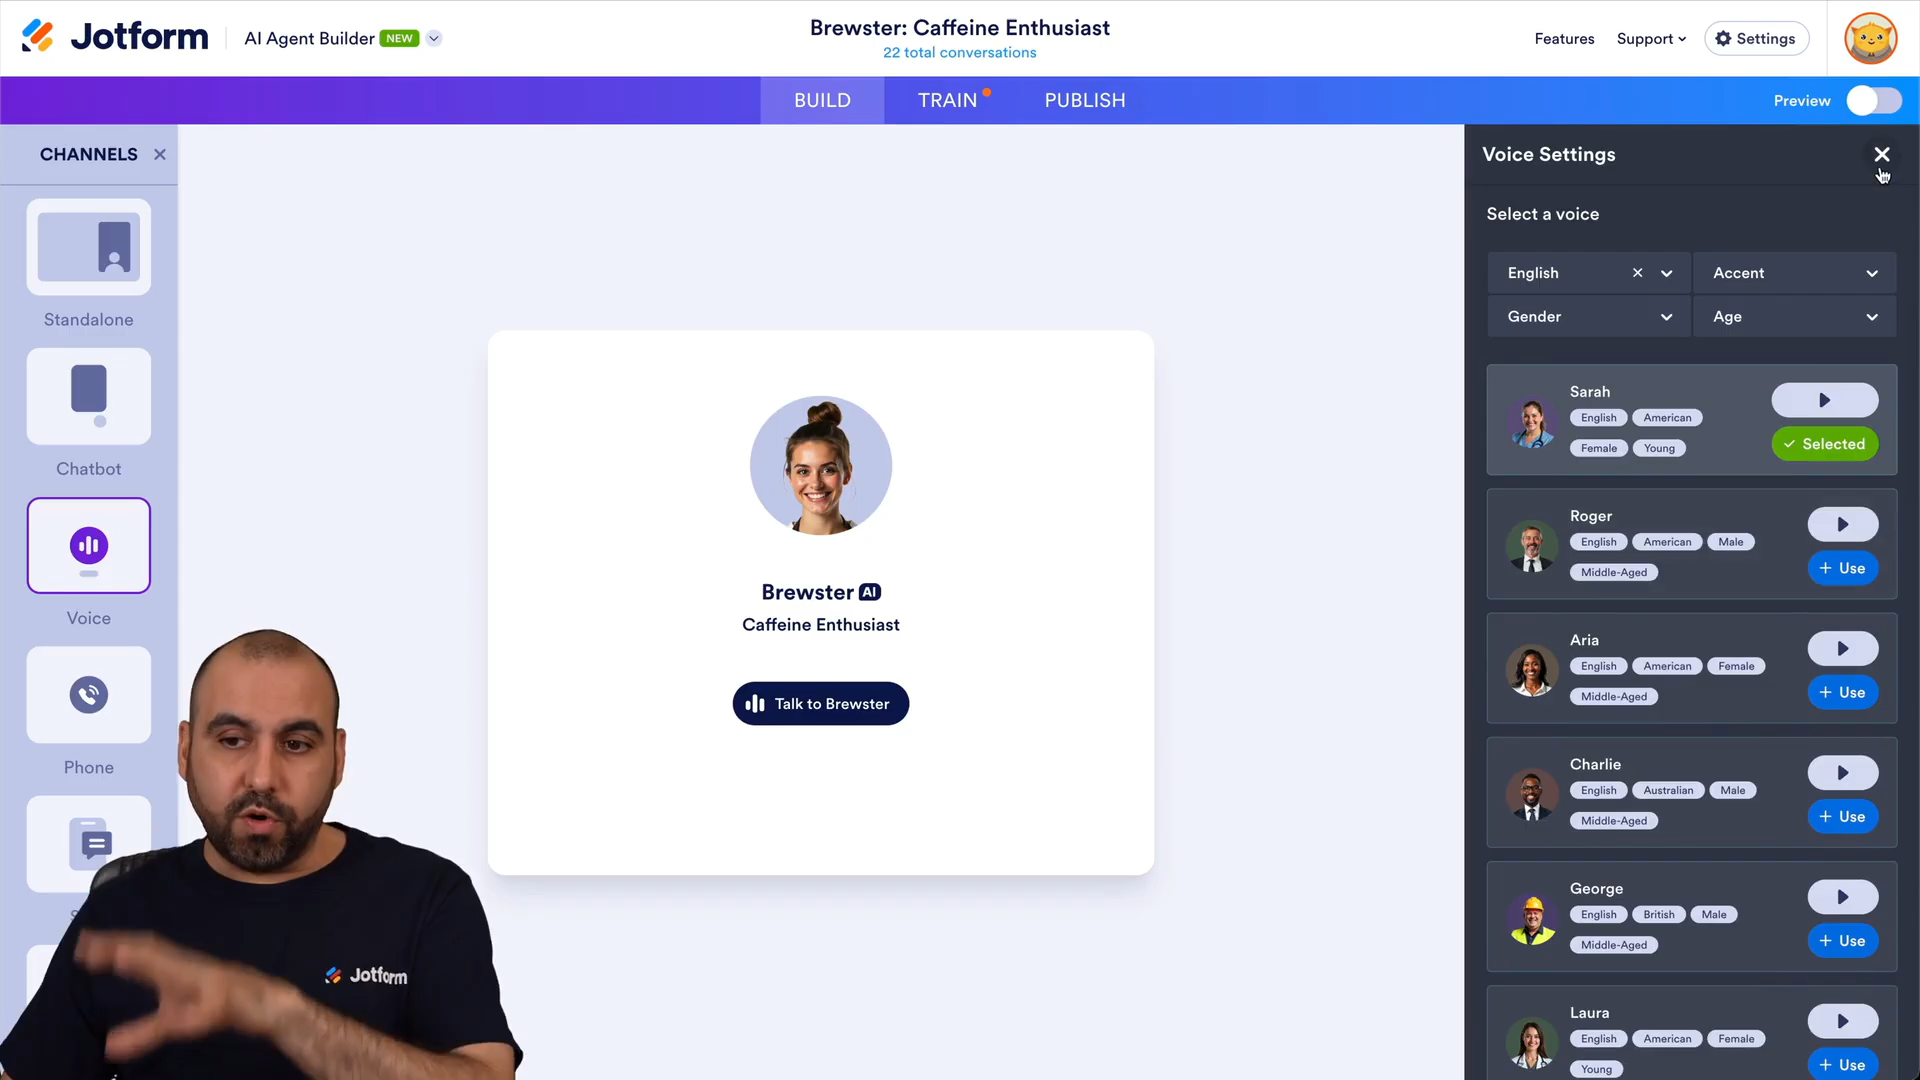 Jotform
AI Agent Builder NEW
Brewster: Caffeine Enthusiast
22 total conversations
Features
Support
Settings
BUILD
TRAIN
PUBLISH
Preview
CHANNELS
Standalone
Chatbot
Voice
Phone
Brewster AI
Caffeine Enthusiast
Talk to Brewster
Jotform
Voice Settings
Select a voice
English
Accent
Gender
Age
Sarah
English American
Female Young
Selected
Roger
English American Male
Middle-Aged
+ Use
Aria
English American Female
Middle-Aged
+ Use
Charlie
English Australian Male
Middle-Aged
+ Use
George
English British Male
Middle-Aged
+ Use
Laura
English American Female
Young
+ Use